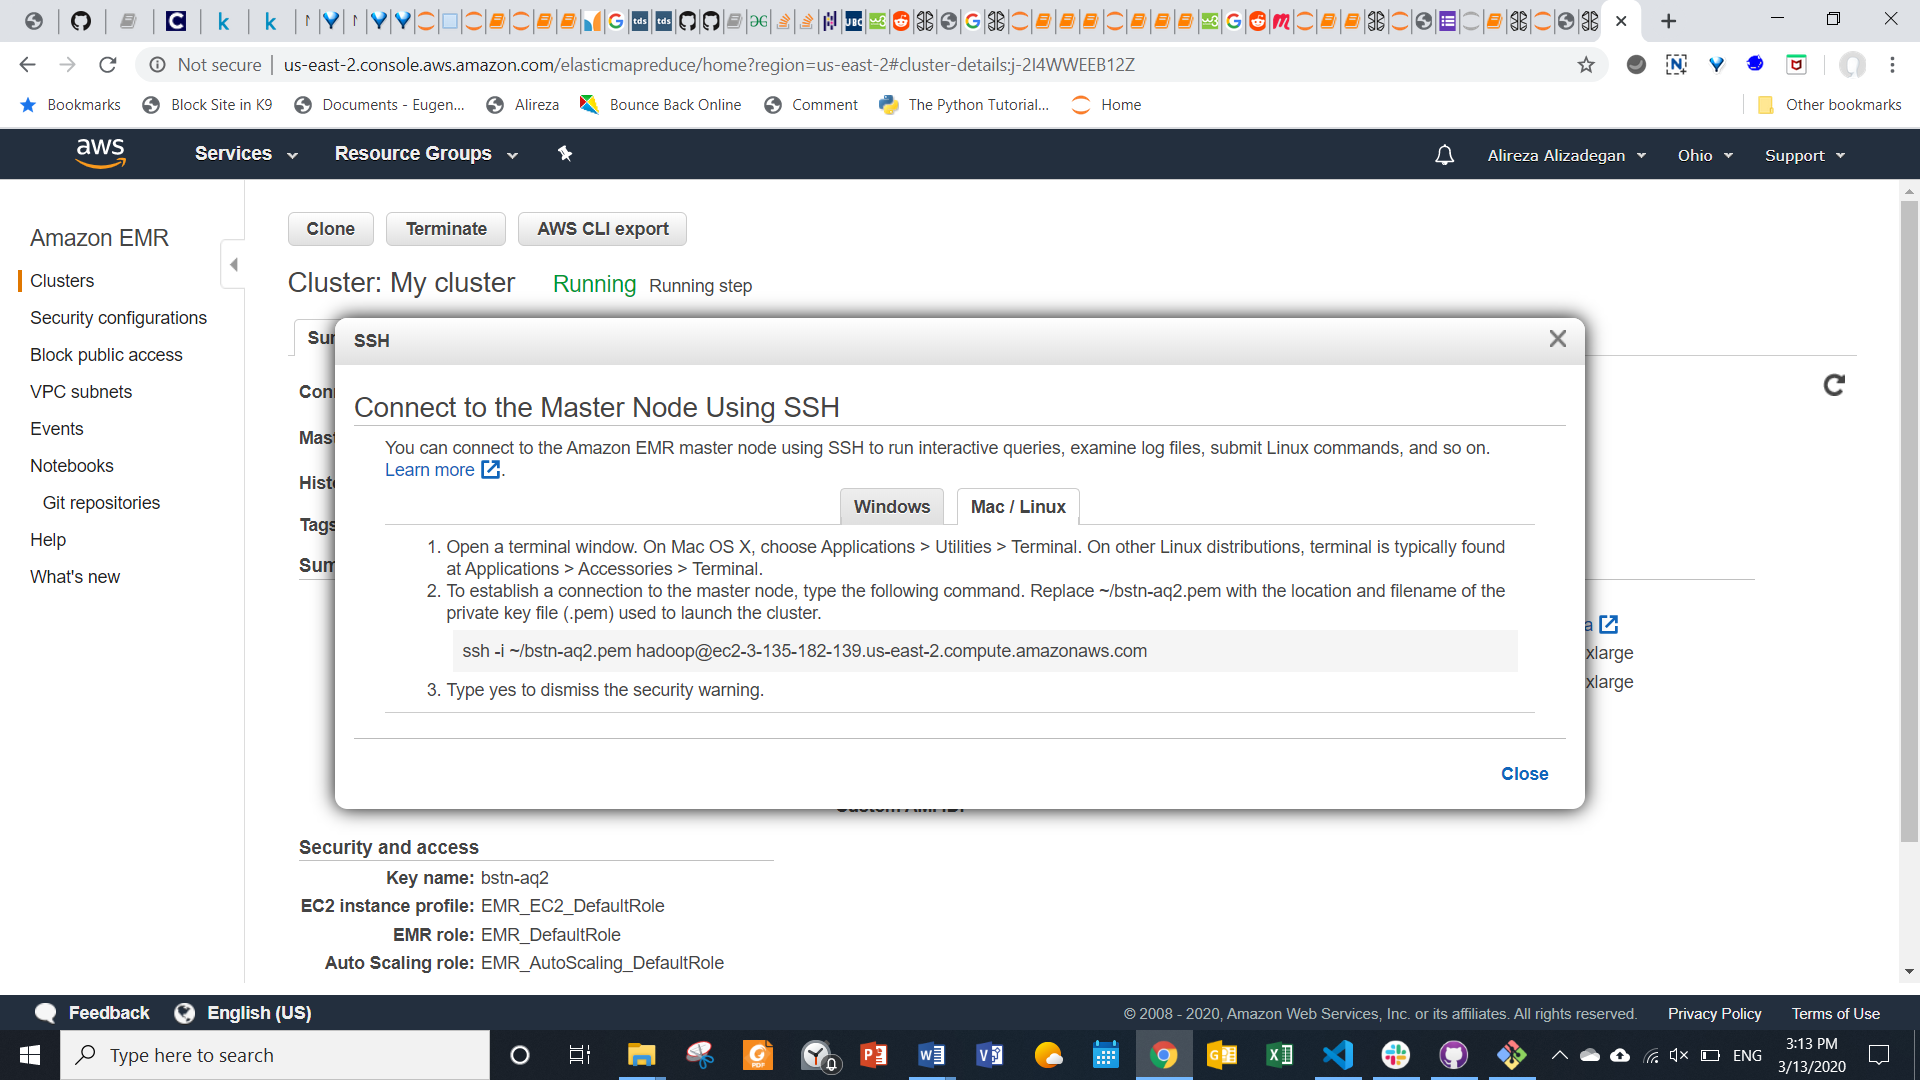 Not secure | us-east-2.console.aws.amazon.com/elasticmapreduce/home?region=us-east-2#cluster-details:j-2I4WWEEB12Z
Bookmarks Block Site in K9 Documents - Eugen... Alireza Bounce Back Online Comment The Python Tutorial... Home Other bookmarks
aws Services Resource Groups Alireza Alizadegan Ohio Support
Amazon EMR
Clusters
Security configurations
Block public access
VPC subnets
Events
Notebooks
Git repositories
Help
What's new
Clone Terminate AWS CLI export
Cluster: My cluster Running Running step
SSH
Connect to the Master Node Using SSH
You can connect to the Amazon EMR master node using SSH to run interactive queries, examine log files, submit Linux commands, and so on.
Learn more .
Windows Mac / Linux
1. Open a terminal window. On Mac OS X, choose Applications > Utilities > Terminal. On other Linux distributions, terminal is typically found
at Applications > Accessories > Terminal.
2. To establish a connection to the master node, type the following command. Replace ~/bstn-aq2.pem with the location and filename of the
private key file (.pem) used to launch the cluster.
ssh -i ~/bstn-aq2.pem hadoop@ec2-3-135-182-139.us-east-2.compute.amazonaws.com
3. Type yes to dismiss the security warning.
Close
xlarge
xlarge
Security and access
Key name: bstn-aq2
EC2 instance profile: EMR_EC2_DefaultRole
EMR role: EMR_DefaultRole
Auto Scaling role: EMR_AutoScaling_DefaultRole
Feedback English (US) © 2008 - 2020, Amazon Web Services, Inc. or its affiliates. All rights reserved. Privacy Policy Terms of Use
Type here to search
ENG
3:13 PM
3/13/2020